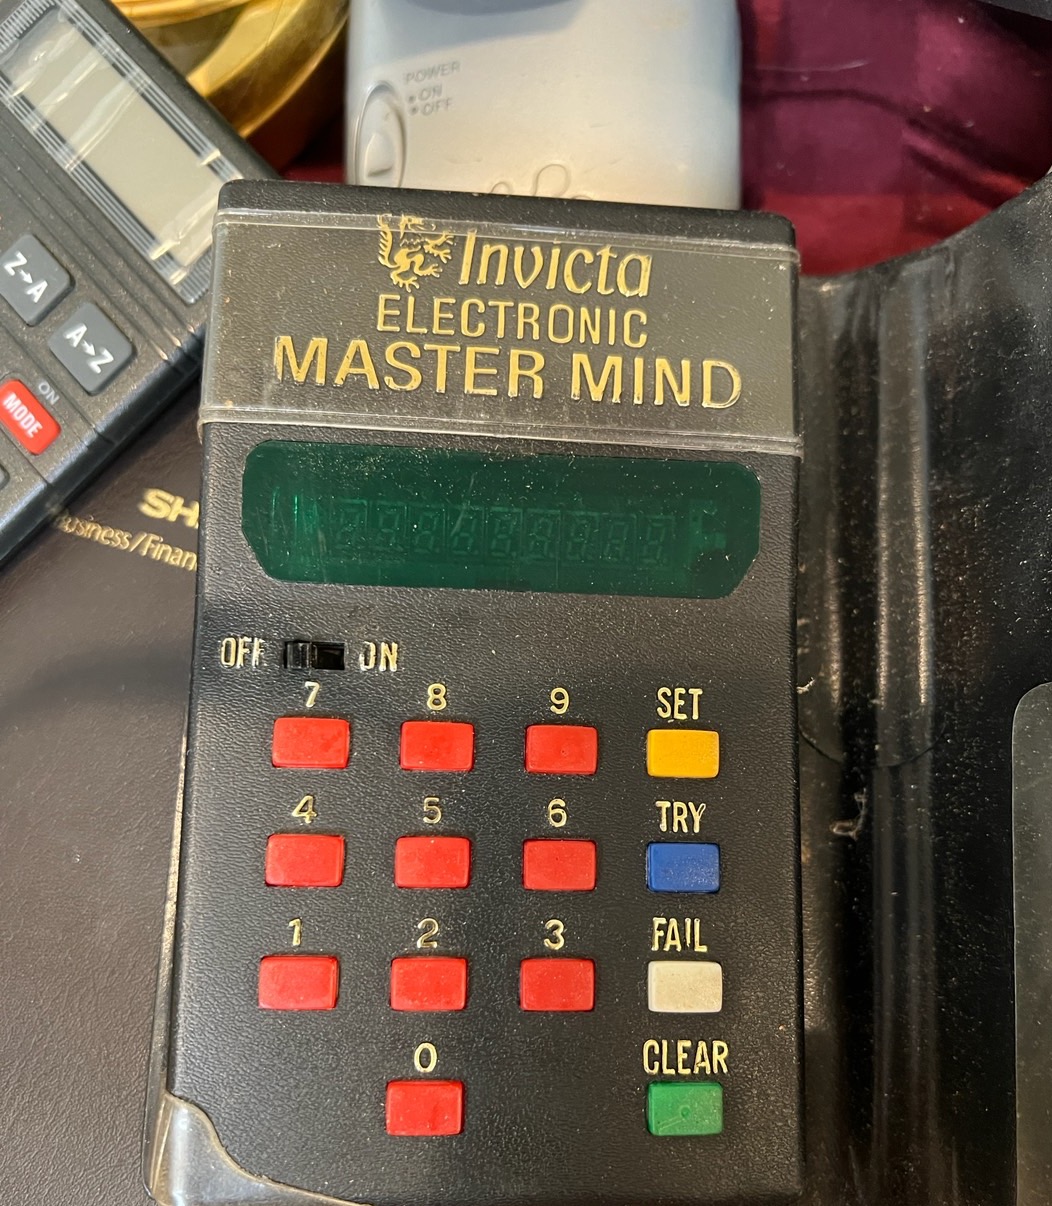 POWER
ON
OFF
Z→A
A→Z
ON
MODE
Invicta
ELECTRONIC
MASTER MIND
SH
Business/Finan
OFF ON
7 8 9 SET
4 5 6 TRY
1 2 3 FAIL
0 CLEAR